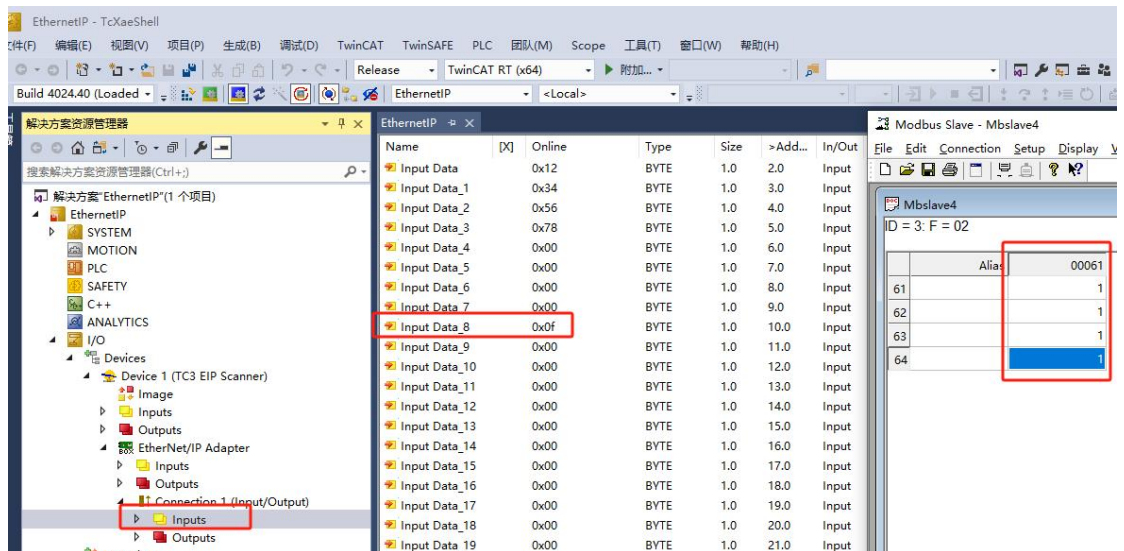 EthernetIP - TcXaeShell
文件(F) 编辑(E) 视图(V) 项目(P) 生成(B) 调试(D) TwinCAT TwinSAFE PLC 团队(M) Scope 工具(T) 窗口(W) 帮助(H)
Release TwinCAT RT (x64) 附加...
Build 4024.40 (Loaded EthernetIP <Local>
解决方案资源管理器
搜索解决方案资源管理器(Ctrl+;)
解决方案"EthernetIP"(1 个项目)
EthernetIP
SYSTEM
MOTION
PLC
SAFETY
C++
ANALYTICS
I/O
Devices
Device 1 (TC3 EIP Scanner)
Image
Inputs
Outputs
EtherNet/IP Adapter
Inputs
Outputs
Connection 1 (Input/Output)
Inputs
Outputs
EthernetIP
Name [X] Online Type Size >Add... In/Out
Input Data 0x12 BYTE 1.0 2.0 Input
Input Data_1 0x34 BYTE 1.0 3.0 Input
Input Data_2 0x56 BYTE 1.0 4.0 Input
Input Data_3 0x78 BYTE 1.0 5.0 Input
Input Data_4 0x00 BYTE 1.0 6.0 Input
Input Data_5 0x00 BYTE 1.0 7.0 Input
Input Data_6 0x00 BYTE 1.0 8.0 Input
Input Data_7 0x00 BYTE 1.0 9.0 Input
Input Data_8 0x0f BYTE 1.0 10.0 Input
Input Data_9 0x00 BYTE 1.0 11.0 Input
Input Data_10 0x00 BYTE 1.0 12.0 Input
Input Data_11 0x00 BYTE 1.0 13.0 Input
Input Data_12 0x00 BYTE 1.0 14.0 Input
Input Data_13 0x00 BYTE 1.0 15.0 Input
Input Data_14 0x00 BYTE 1.0 16.0 Input
Input Data_15 0x00 BYTE 1.0 17.0 Input
Input Data_16 0x00 BYTE 1.0 18.0 Input
Input Data_17 0x00 BYTE 1.0 19.0 Input
Input Data_18 0x00 BYTE 1.0 20.0 Input
Input Data 19 0x00 BYTE 1.0 21.0 Input
Modbus Slave - Mbslave4
File Edit Connection Setup Display V
Mbslave4
ID = 3: F = 02
Alias 00061
61 1
62 1
63 1
64 1